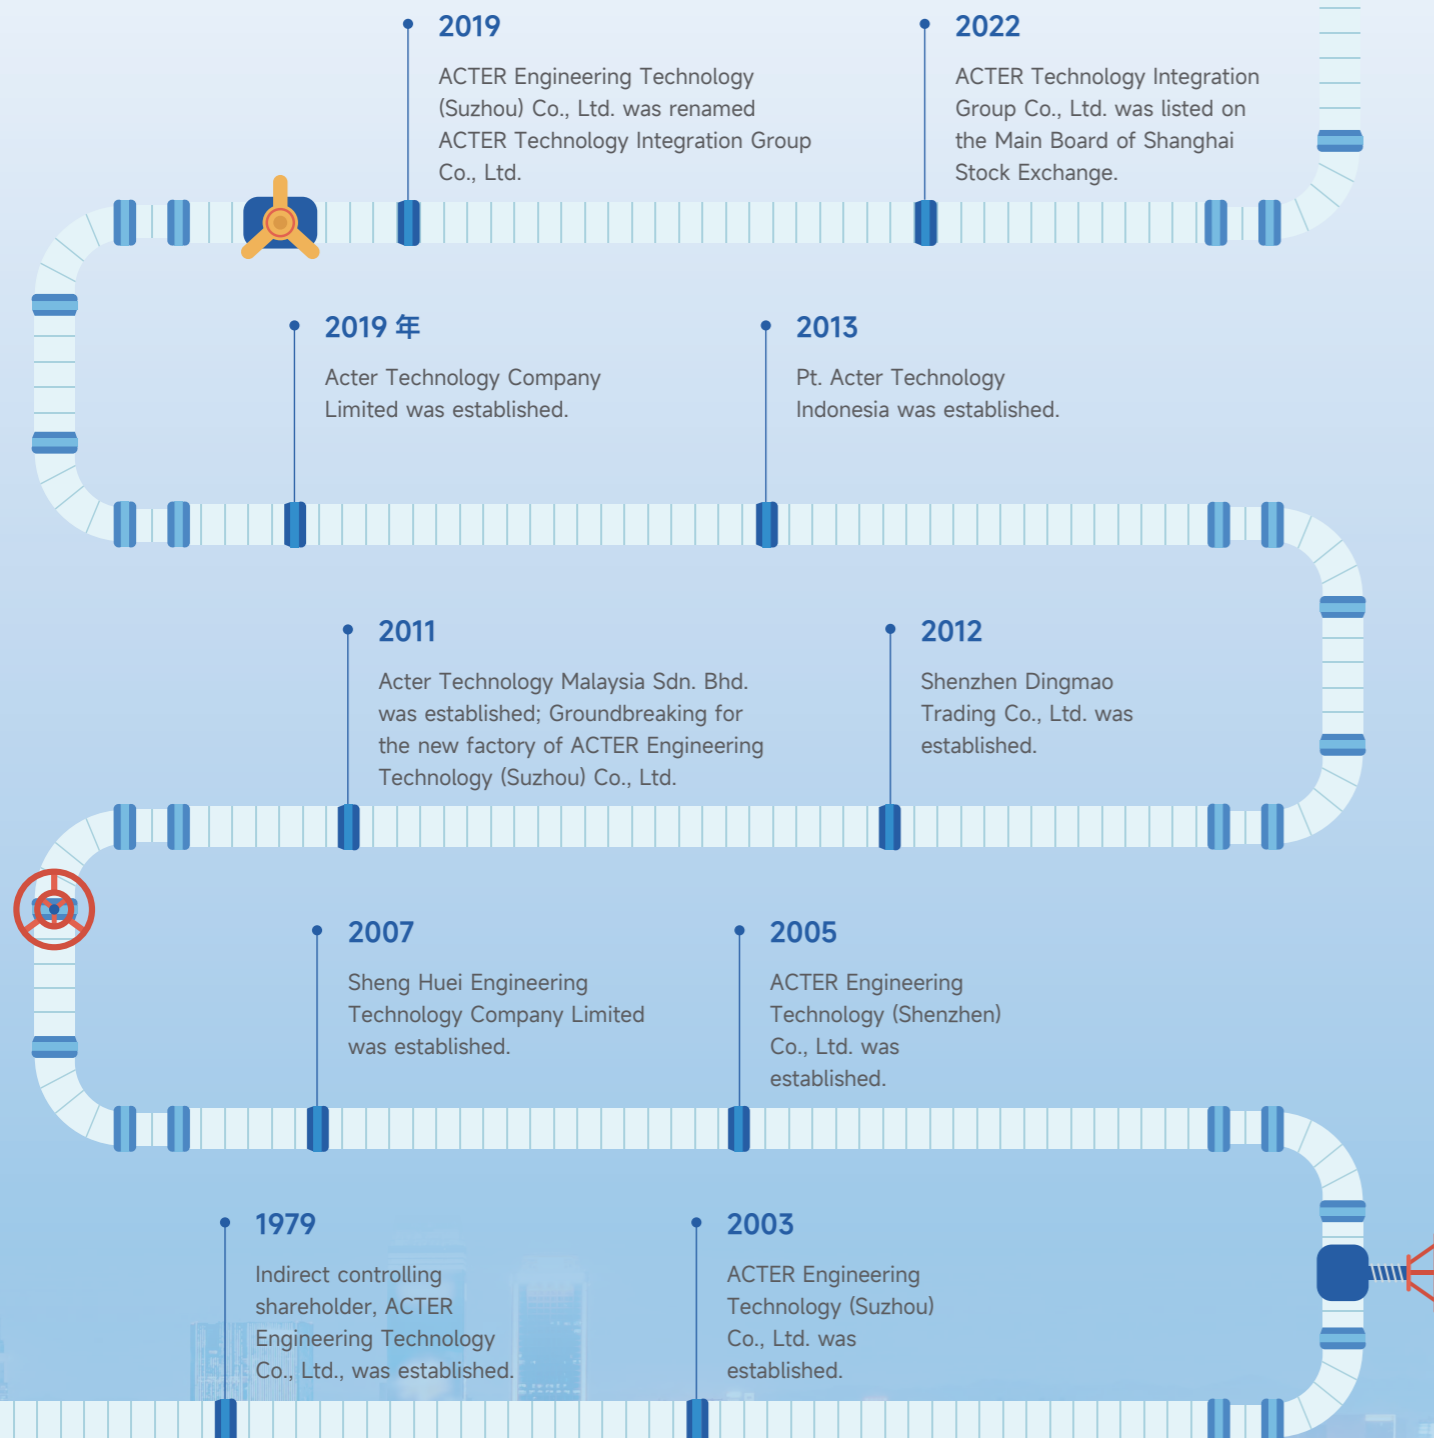 2019
ACTER Engineering Technology
(Suzhou) Co., Ltd. was renamed
ACTER Technology Integration Group
Co., Ltd.
2022
ACTER Technology Integration
Group Co., Ltd. was listed on
the Main Board of Shanghai
Stock Exchange.
2019 年
Acter Technology Company
Limited was established.
2013
Pt. Acter Technology
Indonesia was established.
2011
Acter Technology Malaysia Sdn. Bhd.
was established; Groundbreaking for
the new factory of ACTER Engineering
Technology (Suzhou) Co., Ltd.
2012
Shenzhen Dingmao
Trading Co., Ltd. was
established.
2007
Sheng Huei Engineering
Technology Company Limited
was established.
2005
ACTER Engineering
Technology (Shenzhen)
Co., Ltd. was
established.
1979
Indirect controlling
shareholder, ACTER
Engineering Technology
Co., Ltd., was established.
2003
ACTER Engineering
Technology (Suzhou)
Co., Ltd. was
established.